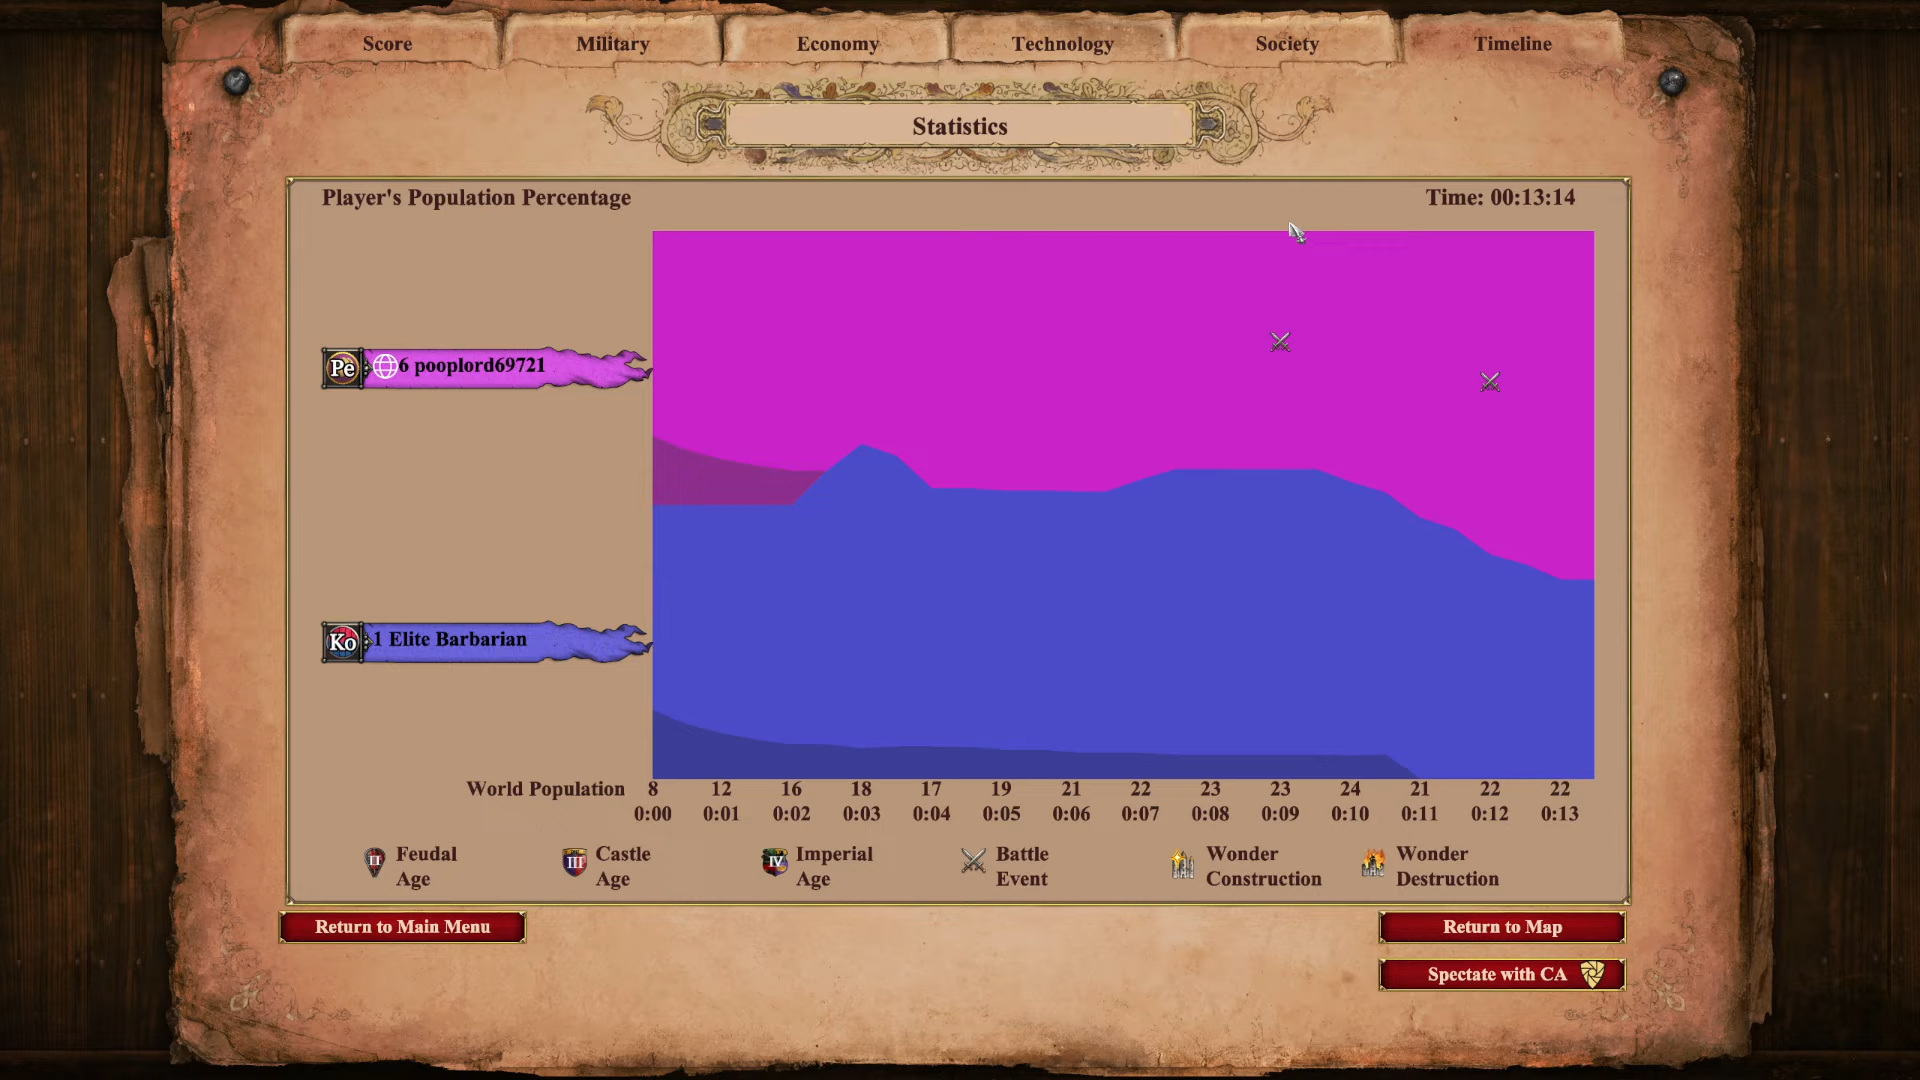 Score
Military
Economy
Technology
Society
Timeline
Statistics
Player's Population Percentage
Time: 00:13:14
Pe
6 pooplord69721
Ko
1 Elite Barbarian
World Population 8 12 16 18 17 19 21 22 23 23 24 21 22 22
0:00 0:01 0:02 0:03 0:04 0:05 0:06 0:07 0:08 0:09 0:10 0:11 0:12 0:13
II
Feudal
Age
III
Castle
Age
IV
Imperial
Age
Battle
Event
Wonder
Construction
Wonder
Destruction
Return to Main Menu
Return to Map
Spectate with CA